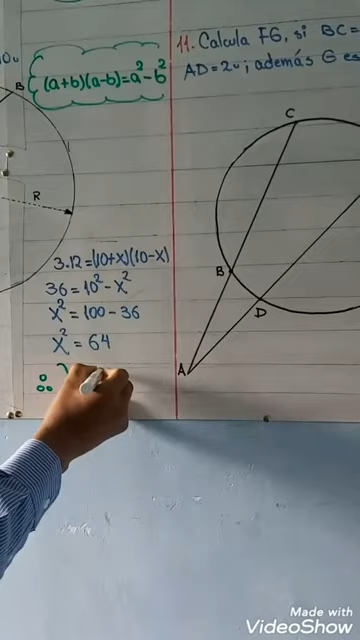 (a+b)(a-b)=a²-b²
B
R
3.12=(10+x)(10-x)
36=10²-x²
x²=100-36
x²=64
∴
11. Calcula FG, si BC=
AD=2υ; además G es
C
B
D
A
Made with
VideoShow